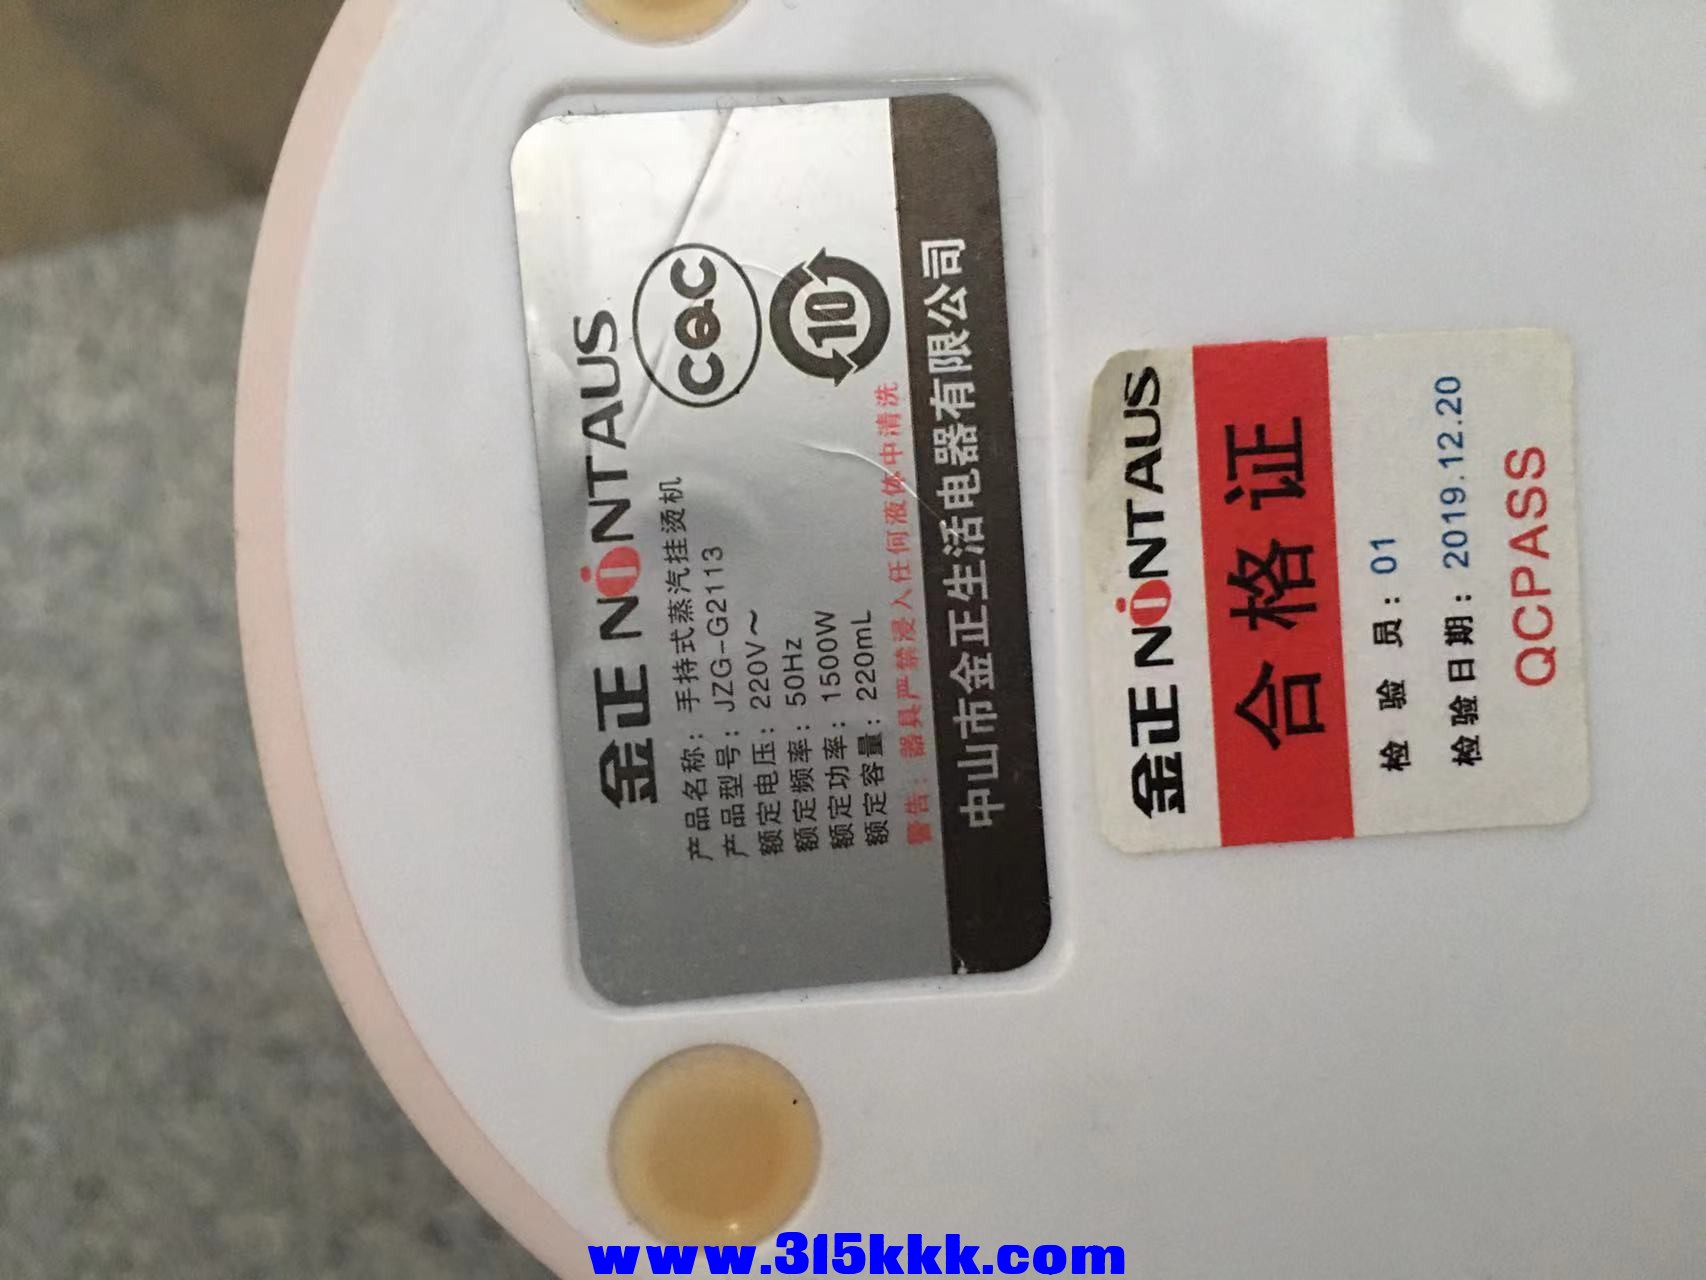 金正 NiNTAUS
产品名称：手持式蒸汽挂烫机
产品型号：JZG-G2113
额定电压：220V～
额定频率：50Hz
额定功率：1500W
额定容量：220mL
警告：器具严禁浸入任何液体中清洗
CQC
10
中山市金正生活电器有限公司
金正 NiNTAUS
合格证
检 验 员：01
检验日期：2019.12.20
QCPASS
www.315kkk.com